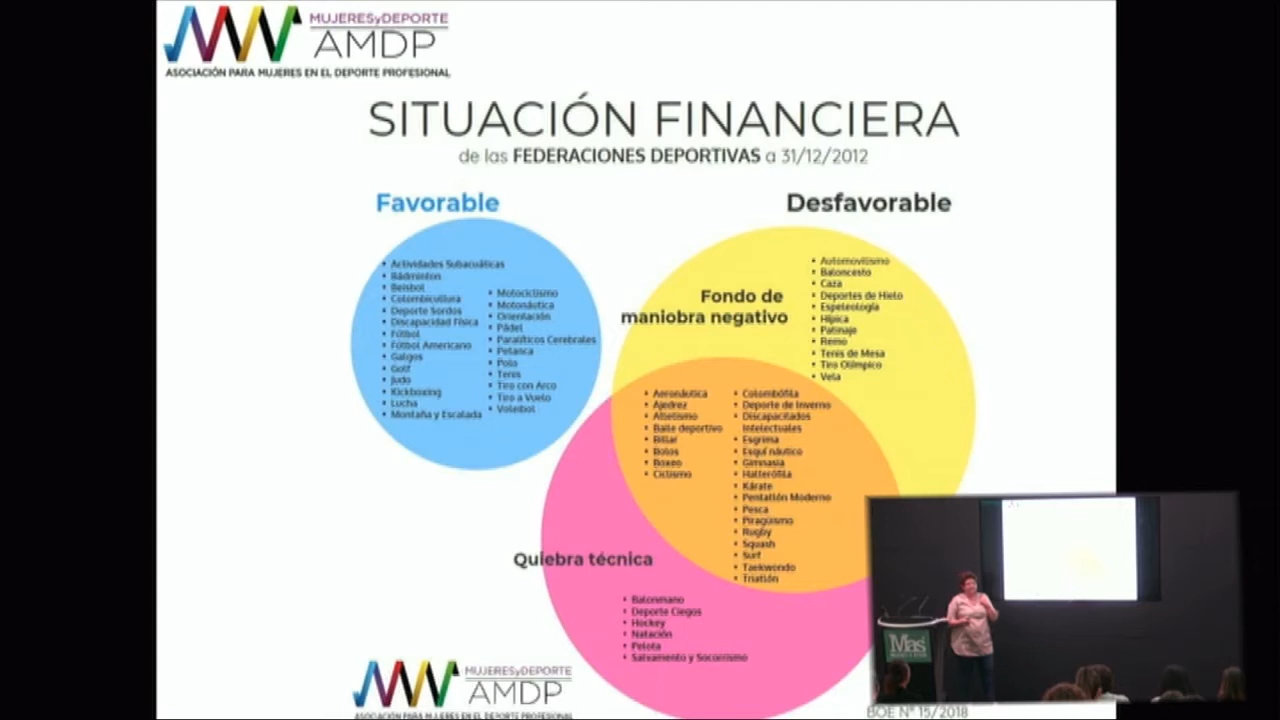 MUJERESyDEPORTE
AMDP
ASOCIACIÓN PARA MUJERES EN EL DEPORTE PROFESIONAL
SITUACIÓN FINANCIERA
de las FEDERACIONES DEPORTIVAS a 31/12/2012
Favorable
• Actividades Subacuáticas
• Bádminton
• Beisbol
• Colombicultura
• Deporte Sordos
• Discapacidad Física
• Fútbol
• Fútbol Americano
• Galgos
• Golf
• Judo
• Kickboxing
• Lucha
• Montaña y Escalada
• Motociclismo
• Motonáutica
• Orientación
• Pádel
• Paralíticos Cerebrales
• Petanca
• Polo
• Tenis
• Tiro con Arco
• Tiro a Vuelo
• Voleibol
Desfavorable
Fondo de
maniobra negativo
• Automovilismo
• Baloncesto
• Caza
• Deportes de Hielo
• Espeleología
• Hípica
• Patinaje
• Remo
• Tenis de Mesa
• Tiro Olímpico
• Vela
• Aeronáutica
• Ajedrez
• Atletismo
• Baile deportivo
• Billar
• Bolos
• Boxeo
• Ciclismo
• Colombófila
• Deporte de Invierno
• Discapacitados
Intelectuales
• Esgrima
• Esquí náutico
• Gimnasia
• Halterófila
• Kárate
• Pentatlón Moderno
• Pesca
• Piragüismo
• Rugby
• Squash
• Surf
• Taekwondo
• Triatlón
Quiebra técnica
• Balonmano
• Deporte Ciegos
• Hockey
• Natación
• Pelota
• Salvamento y Socorrismo
MUJERESyDEPORTE
AMDP
ASOCIACIÓN PARA MUJERES EN EL DEPORTE PROFESIONAL
BOE Nº 15/2018
Mas